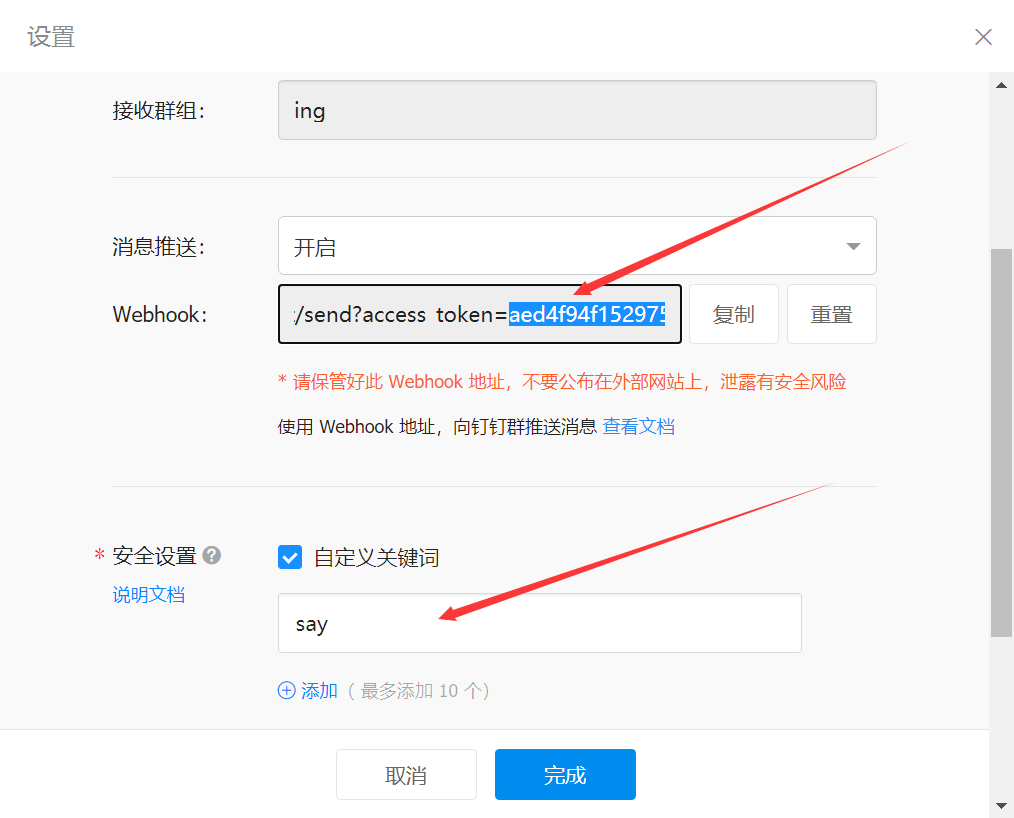 设置
接收群组： ing
消息推送： 开启
Webhook： :/send?access_token=aed4f94f152975 复制 重置
* 请保管好此 Webhook 地址，不要公布在外部网站上，泄露有安全风险
使用 Webhook 地址，向钉钉群推送消息 查看文档
* 安全设置 ? 自定义关键词
说明文档
say
添加（ 最多添加 10 个）
取消 完成